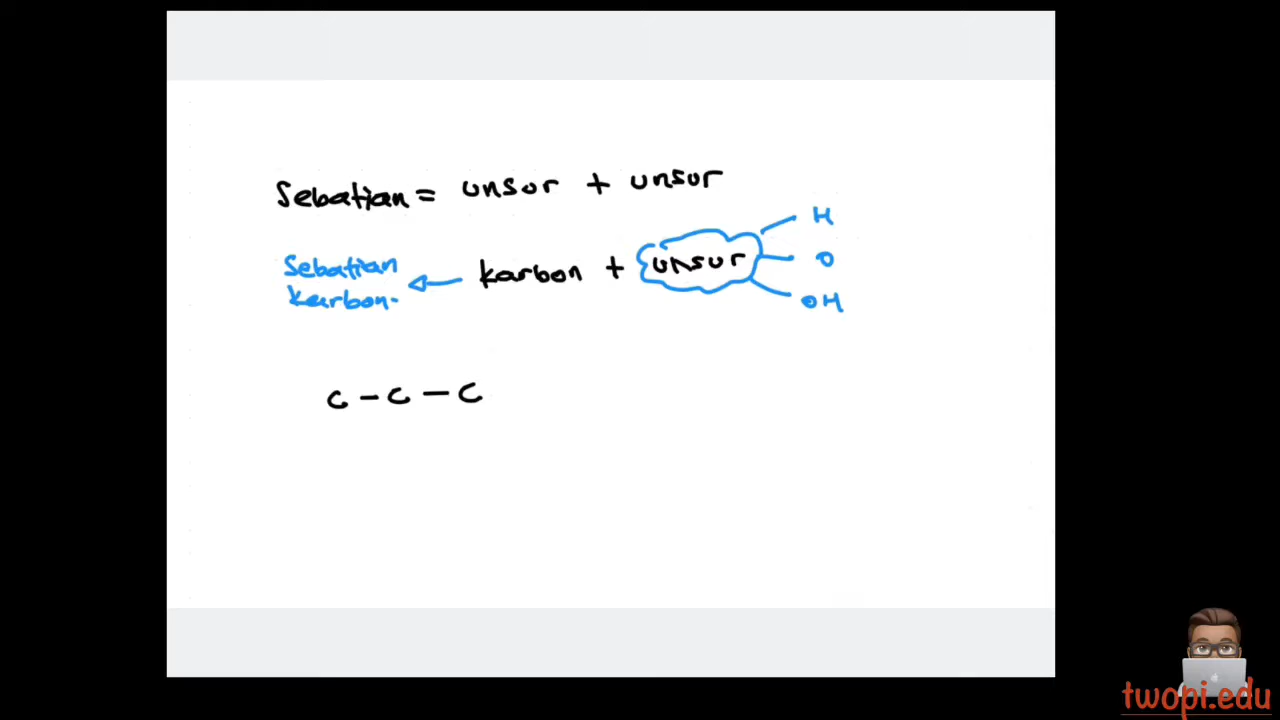 Sebatian = unsur + unsur
H
Sebatian karbon + unsur O
karbon.
OH
C - C - C
twopi.edu